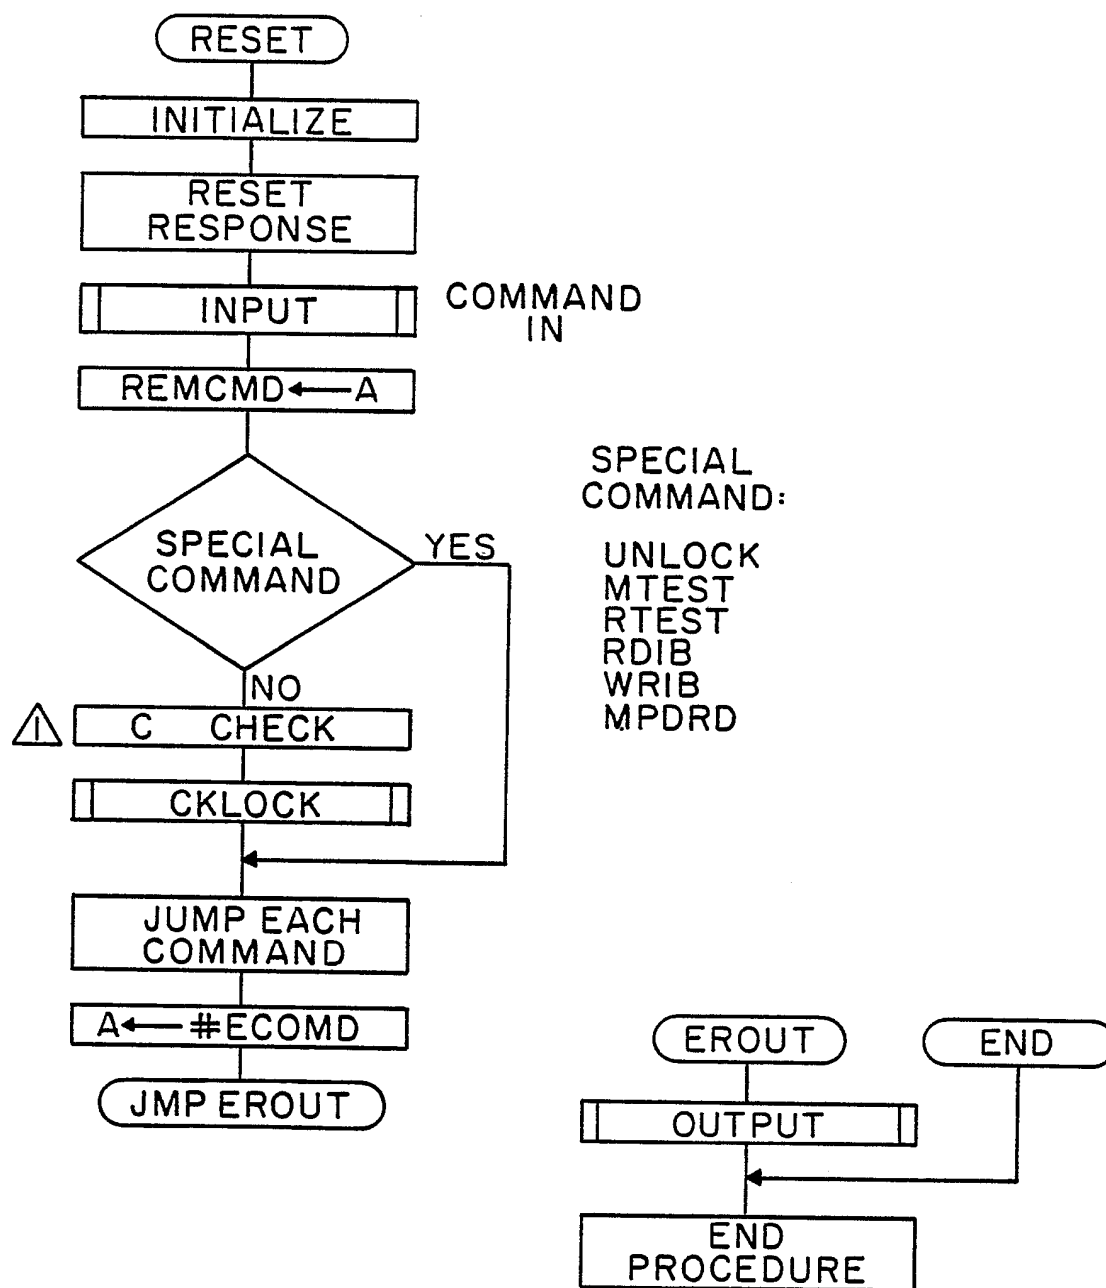 RESET
INITIALIZE
RESET
RESPONSE
INPUT
COMMAND
IN
REMCMD ← A
SPECIAL
COMMAND
YES
SPECIAL
COMMAND:
UNLOCK
MTEST
RTEST
RDIB
WRIB
MPDRD
NO
1
C CHECK
CKLOCK
JUMP EACH
COMMAND
A ← #ECOMD
JMP EROUT
EROUT
END
OUTPUT
END
PROCEDURE